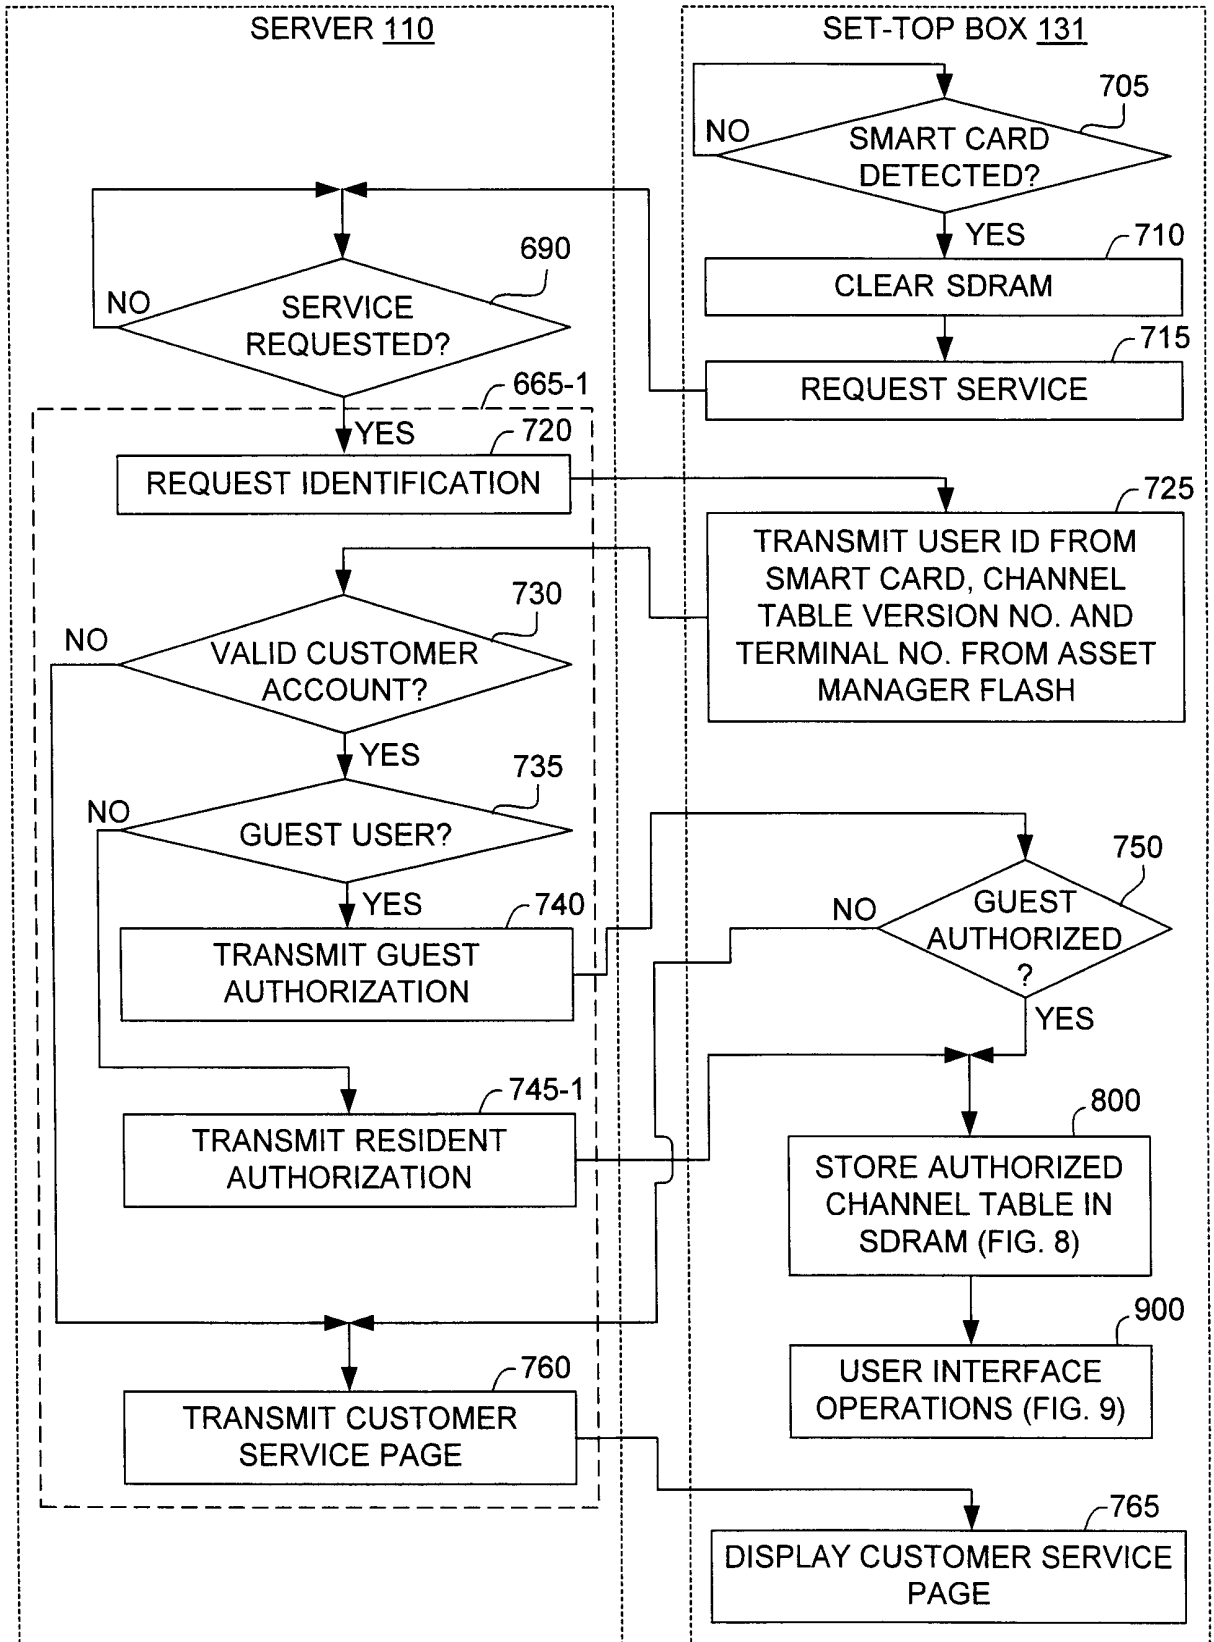 SERVER 110
SET-TOP BOX 131
705
NO
SMART CARD
DETECTED?
YES
710
CLEAR SDRAM
690
NO
SERVICE
REQUESTED?
715
REQUEST SERVICE
665-1
YES
720
REQUEST IDENTIFICATION
725
TRANSMIT USER ID FROM
SMART CARD, CHANNEL
TABLE VERSION NO. AND
TERMINAL NO. FROM ASSET
MANAGER FLASH
730
NO
VALID CUSTOMER
ACCOUNT?
YES
735
NO
GUEST USER?
YES
740
TRANSMIT GUEST
AUTHORIZATION
750
NO
GUEST
AUTHORIZED
?
YES
745-1
TRANSMIT RESIDENT
AUTHORIZATION
800
STORE AUTHORIZED
CHANNEL TABLE IN
SDRAM (FIG. 8)
900
USER INTERFACE
OPERATIONS (FIG. 9)
760
TRANSMIT CUSTOMER
SERVICE PAGE
765
DISPLAY CUSTOMER SERVICE
PAGE